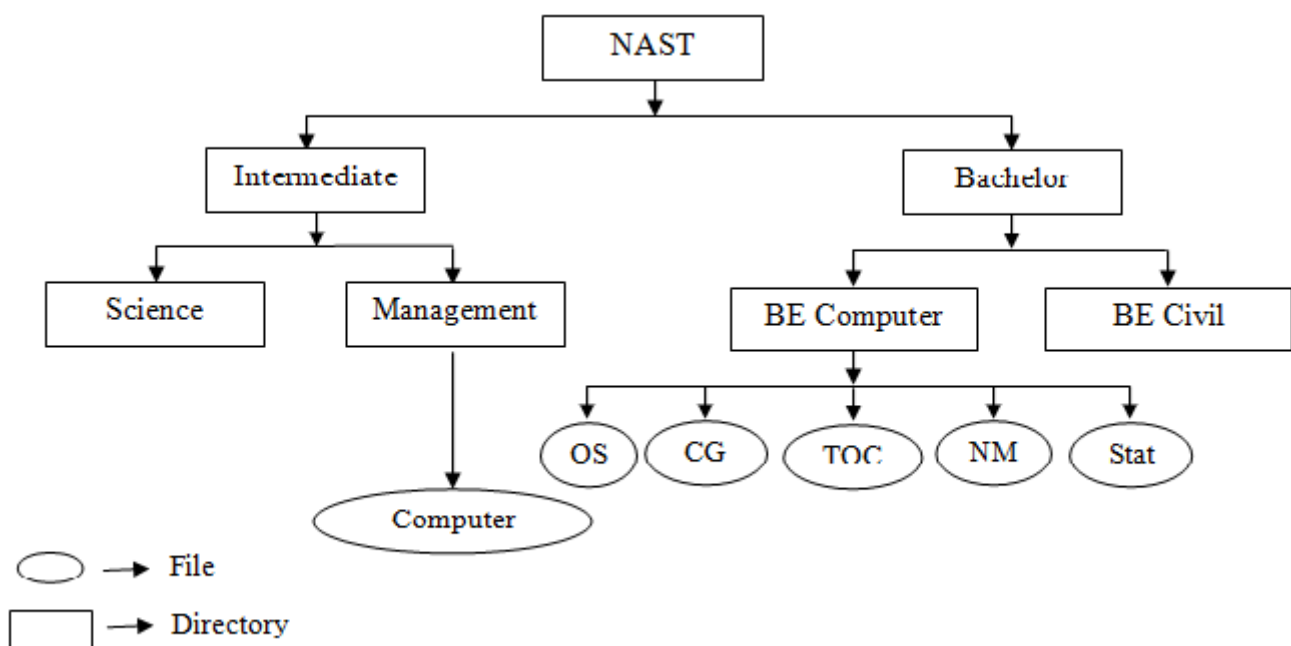 NAST
Intermediate
Bachelor
Science
Management
BE Computer
BE Civil
OS
CG
TOC
NM
Stat
Computer
File
Directory